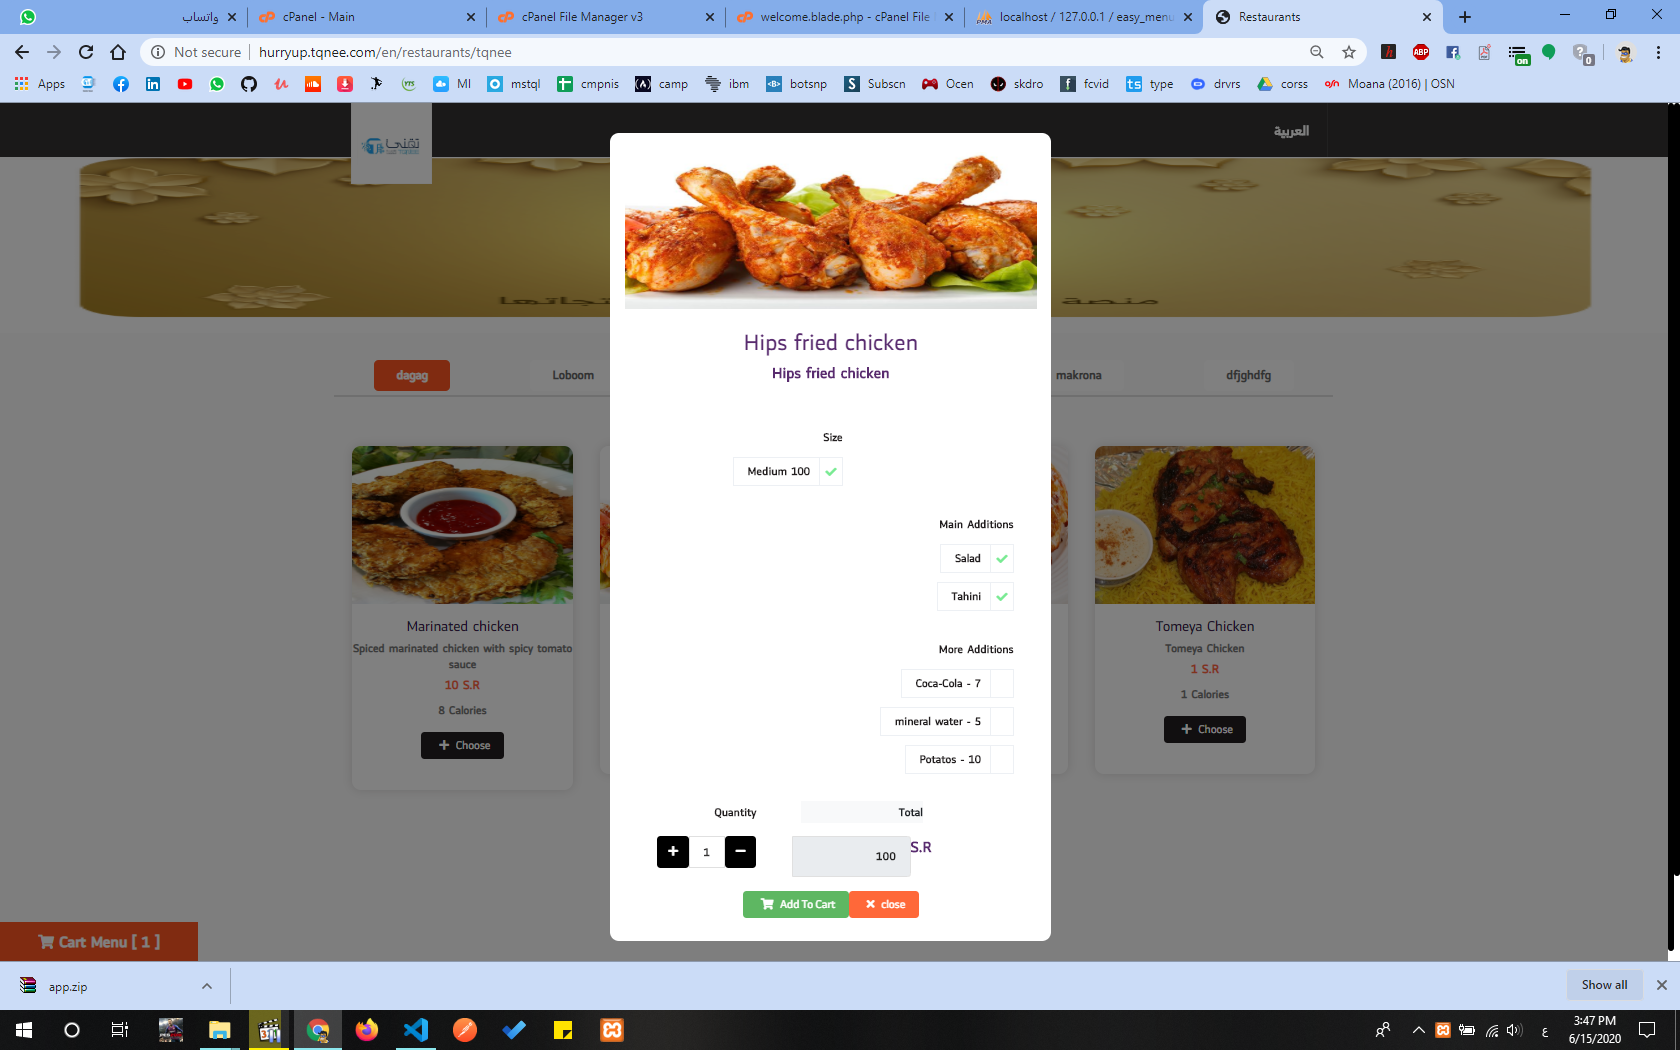 واتساب
cPanel - Main
cPanel File Manager v3
welcome.blade.php - cPanel File
localhost / 127.0.0.1 / easy_menu
Restaurants
Not secure
hurryup.tqnee.com/en/restaurants/tqnee
Apps
MI
mstql
cmpnis
camp
ibm
botsnp
Subscn
Ocen
skdro
fcvid
type
drvrs
corss
Moana (2016) | OSN
تقني
العربية
Hips fried chicken
Hips fried chicken
dagag
Loboom
makrona
dfjghdfg
Size
Medium 100
Main Additions
Salad
Tahini
More Additions
Coca-Cola - 7
mineral water - 5
Potatos - 10
Quantity
Total
1
100
S.R
Add To Cart
close
Marinated chicken
Spiced marinated chicken with spicy tomato
sauce
10 S.R
8 Calories
Choose
Tomeya Chicken
Tomeya Chicken
1 S.R
1 Calories
Choose
Cart Menu [ 1 ]
app.zip
Show all
3:47 PM
6/15/2020